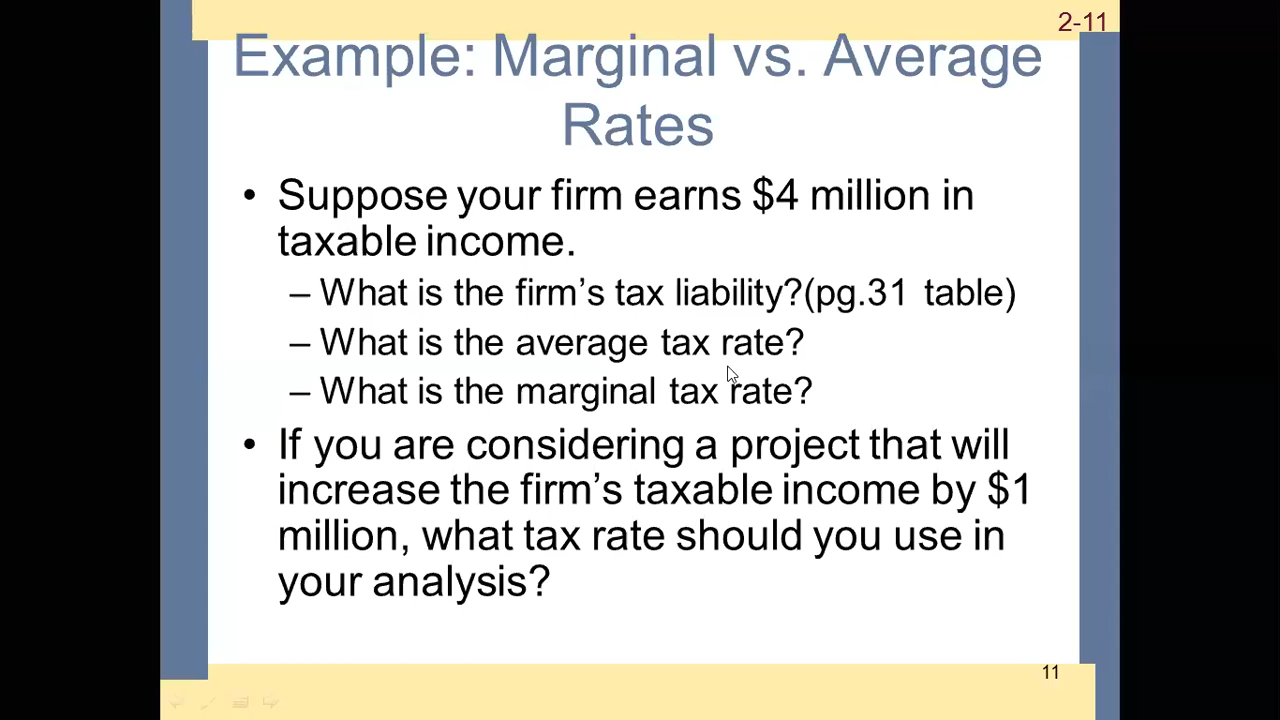 2-11
Example: Marginal vs. Average
Rates
• Suppose your firm earns $4 million in
taxable income.
– What is the firm’s tax liability?(pg.31 table)
– What is the average tax rate?
– What is the marginal tax rate?
• If you are considering a project that will
increase the firm’s taxable income by $1
million, what tax rate should you use in
your analysis?
11